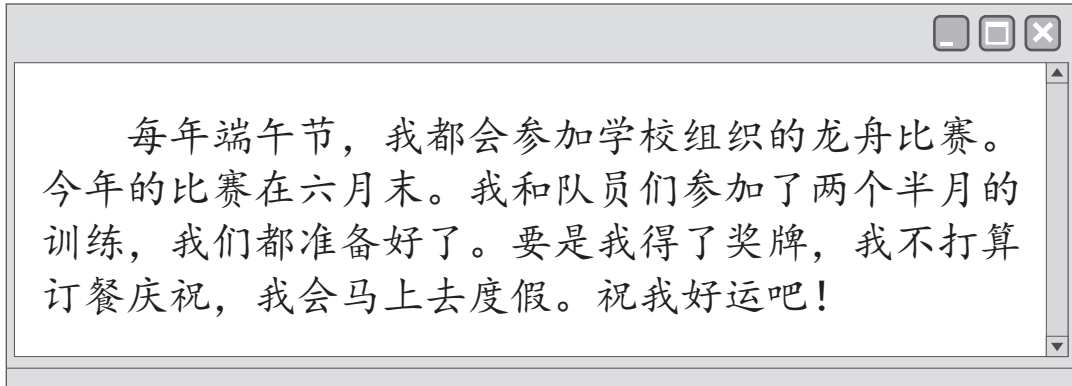 每年端午节，我都会参加学校组织的龙舟比赛。
今年的比赛在六月末。我和队员们参加了两个半月的
训练，我们都准备好了。要是我得了奖牌，我不打算
订餐庆祝，我会马上去度假。祝我好运吧！